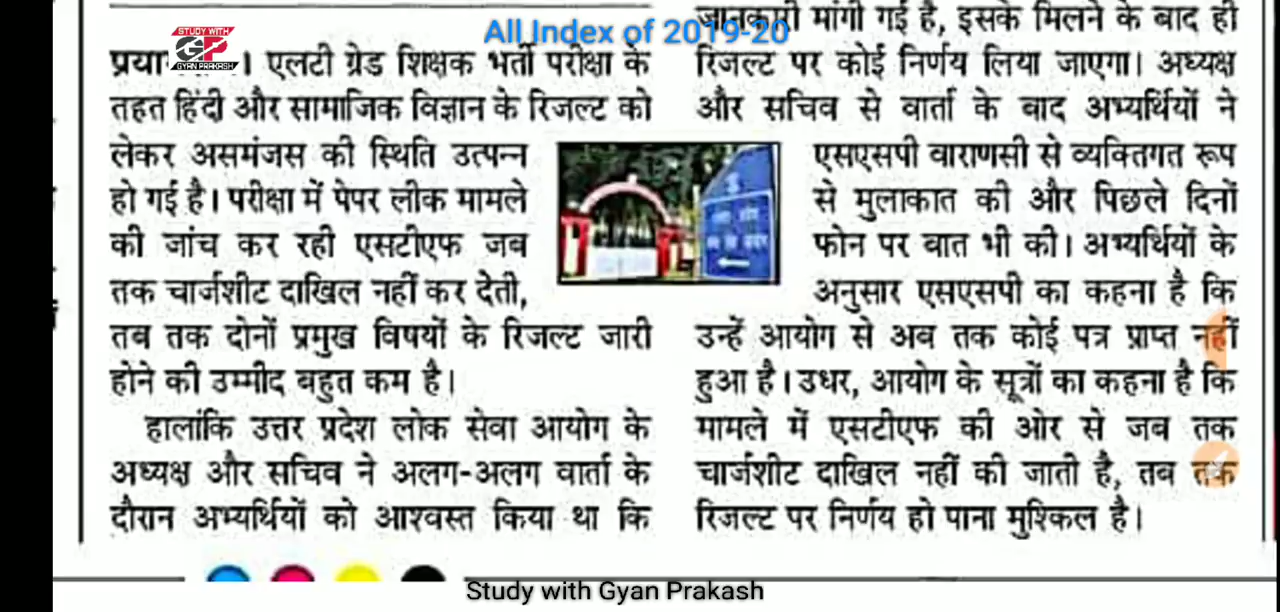 All Index of 2019-20
STUDY WITH
GP
GYAN PRAKASH
। एलटी ग्रेड शिक्षक भर्ती परीक्षा के
तहत हिंदी और सामाजिक विज्ञान के रिजल्ट को
लेकर असमंजस की स्थिति उत्पन्न
हो गई है। परीक्षा में पेपर लीक मामले
की जांच कर रही एसटीएफ जब
तक चार्जशीट दाखिल नहीं कर देती,
तब तक दोनों प्रमुख विषयों के रिजल्ट जारी
होने की उम्मीद बहुत कम है।
हालांकि उत्तर प्रदेश लोक सेवा आयोग के
अध्यक्ष और सचिव ने अलग-अलग वार्ता के
दौरान अभ्यर्थियों को आश्वस्त किया था कि
जानकारी मांगी गई है, इसके मिलने के बाद ही
रिजल्ट पर कोई निर्णय लिया जाएगा। अध्यक्ष
और सचिव से वार्ता के बाद अभ्यर्थियों ने
एसएसपी वाराणसी से व्यक्तिगत रूप
से मुलाकात की और पिछले दिनों
फोन पर बात भी की। अभ्यर्थियों के
अनुसार एसएसपी का कहना है कि
उन्हें आयोग से अब तक कोई पत्र प्राप्त नहीं
हुआ है। उधर, आयोग के सूत्रों का कहना है कि
मामले में एसटीएफ की ओर से जब तक
चार्जशीट दाखिल नहीं की जाती है, तब तक
रिजल्ट पर निर्णय हो पाना मुश्किल है।
Study with Gyan Prakash